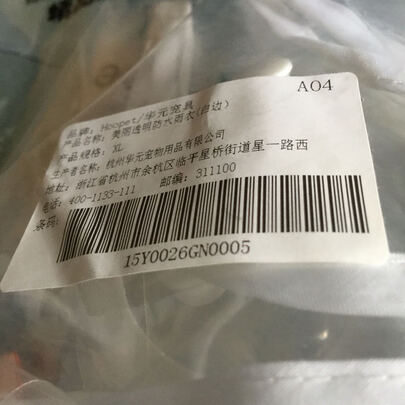 A04
品牌: Hoopet/华元宠具
产品名称: 美图透明防水雨衣(白边)
产品规格: XL
生产者名称: 杭州华元宠物用品有限公司
地址: 浙江省杭州市余杭区临平星桥街道星一路西
电话: 400-1133-111 邮编: 311100
条码:
15Y0026GN0005